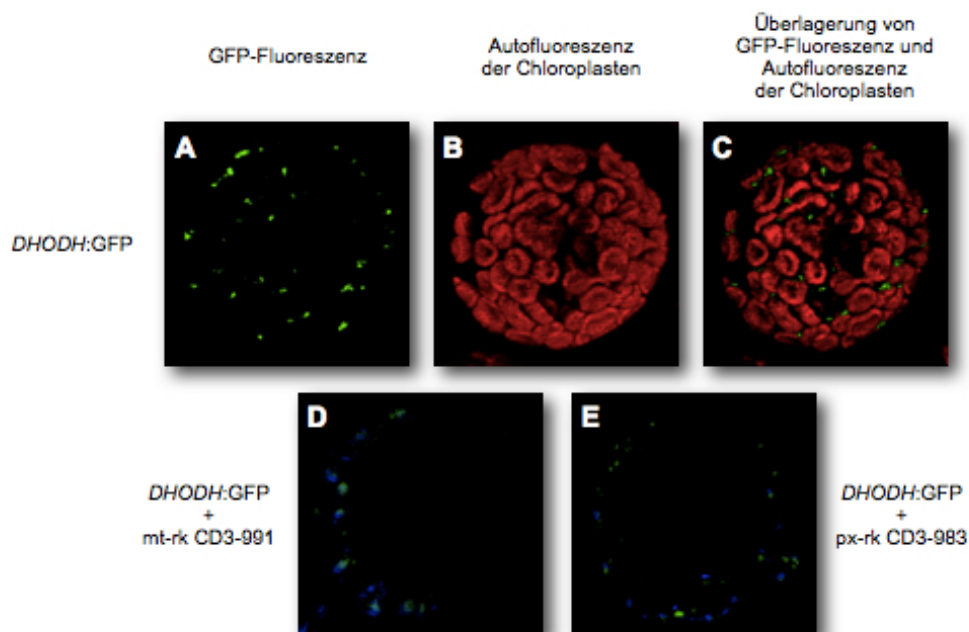 GFP-Fluoreszenz
Autofluoreszenz
der Chloroplasten
Überlagerung von
GFP-Fluoreszenz und
Autofluoreszenz
der Chloroplasten
DHODH:GFP
A
B
C
DHODH:GFP
+
mt-rk CD3-991
D
E
DHODH:GFP
+
px-rk CD3-983